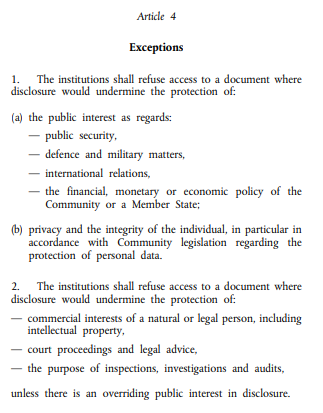 Article 4
Exceptions
1. The institutions shall refuse access to a document where
disclosure would undermine the protection of:
(a) the public interest as regards:
— public security,
— defence and military matters,
— international relations,
— the financial, monetary or economic policy of the
Community or a Member State;
(b) privacy and the integrity of the individual, in particular in
accordance with Community legislation regarding the
protection of personal data.
2. The institutions shall refuse access to a document where
disclosure would undermine the protection of:
— commercial interests of a natural or legal person, including
intellectual property,
— court proceedings and legal advice,
— the purpose of inspections, investigations and audits,
unless there is an overriding public interest in disclosure.